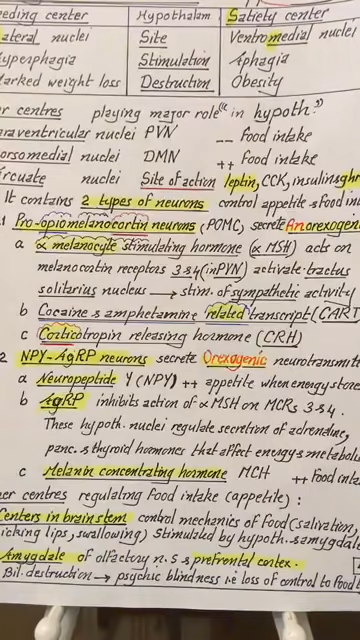 eding center Hypothalam. Satiety center
ateral nuclei Site Ventromedial nuclei
yperphagia Stimulation Aphagia
arked weight loss Destruction Obesity
er centres playing major role (in hypoth.)
araventricular nuclei PVN -- food intake
orsomedial nuclei DMN ++ food intake
rcuate nuclei Site of action leptin, CCK, insulin & ghr
It contains 2 types of neurons control appetite & food in
1 Pro-opiomelanocortin neurons (POMC, secrete Anorexogeni
a α melanocyte stimulating hormone (α MSH) acts on
melanocortin receptors 3&4 (in PVN) activate tractus
solitarius nucleus → stim. of sympathetic activity
b Cocaine & amphetamine related transcript (CART
c Corticotropin releasing hormone (CRH)
2 NPY-AgRP neurons secrete Orexogenic neurotransmitte
a Neuropeptide Y (NPY) ++ appetite when energy store
b AgRP inhibits action of α MSH on MCRs 3&4.
These hypoth. nuclei regulate secretion of adrenaline,
panc. & thyroid hormones that affect energy & metabol
c Melanin concentrating hormone MCH ++ food inta
er centres regulating food intake (appetite) :
Centers in brainstem control mechanics of food (salivation,
icking lips, swallowing) stimulated by hypoth. & amygdale
Amygdale of olfactory n.s & prefrontal cortex.
Bil. destruction → psychic blindness i.e loss of control to food